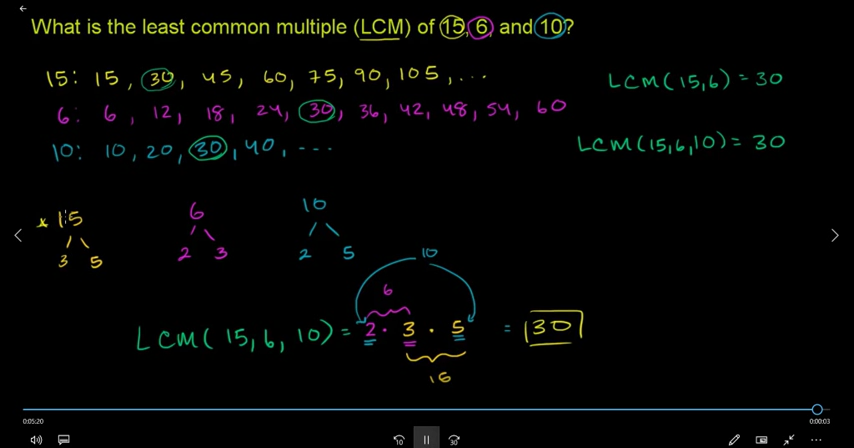 What is the least common multiple (LCM) of 15, 6, and 10?
15: 15, 30, 45, 60, 75, 90, 105, ...
LCM(15,6) = 30
6: 6, 12, 18, 24, 30, 36, 42, 48, 54, 60
10: 10, 20, 30, 40, ...
LCM(15,6,10) = 30
* 15
3 5
6
2 3
10
2 5
10
6
LCM(15, 6, 10) = 2 · 3 · 5 = 30
15
0:05:20
0:00:03
10
30